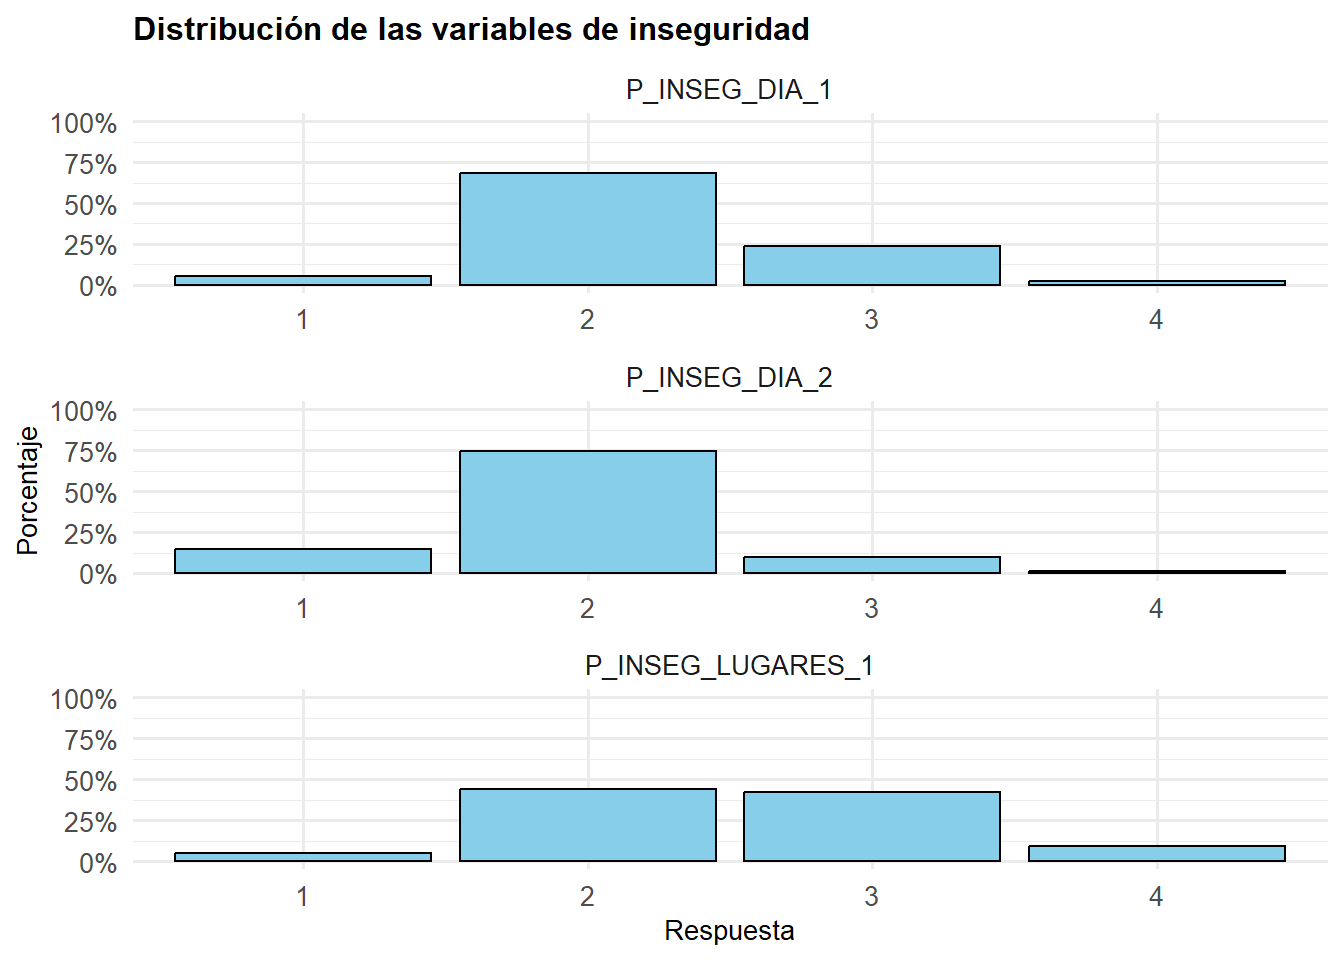 Distribución de las variables de inseguridad
P_INSEG_DIA_1
100%
75%
50%
25%
0%
1 2 3 4
P_INSEG_DIA_2
100%
75%
50%
25%
0%
1 2 3 4
Porcentaje
P_INSEG_LUGARES_1
100%
75%
50%
25%
0%
1 2 3 4
Respuesta